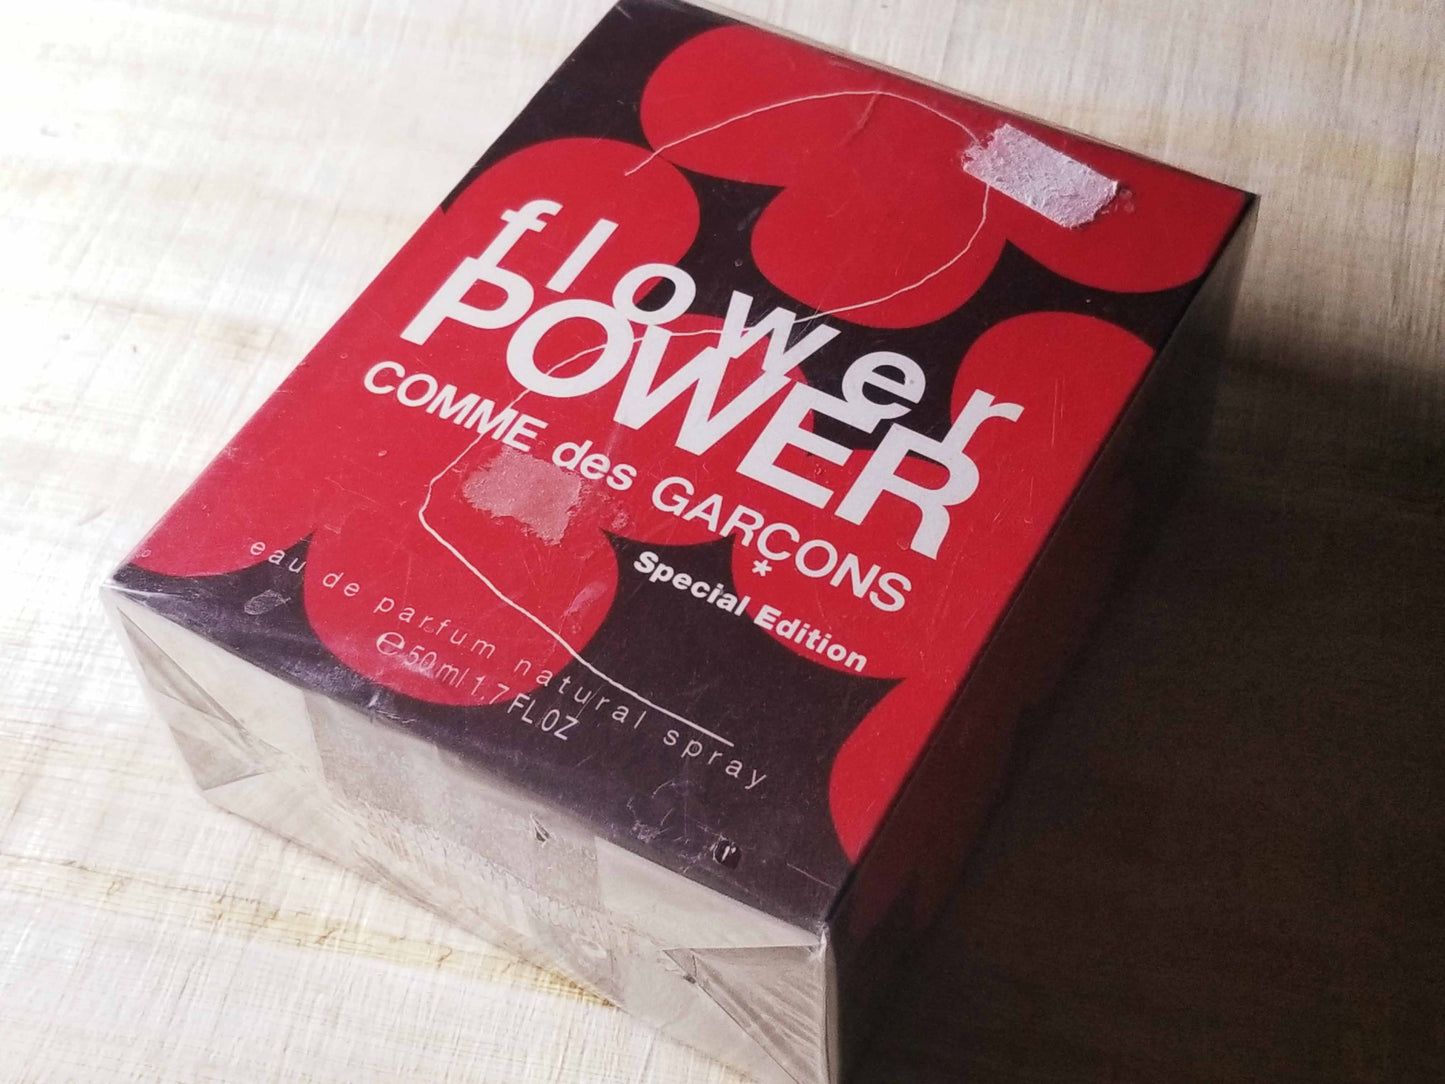 flower
POWER
COMME des GARÇONS
*
Special Edition
eau de parfum natural spray
℮50ml 1.7 FL.OZ